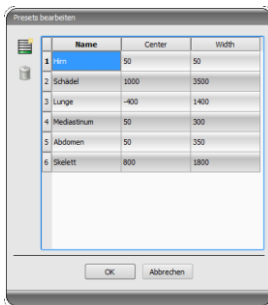 Presets bearbeiten
Name Center Width
1 Hirn 50 50
2 Schädel 1000 3500
3 Lunge -400 1400
4 Mediastinum 50 300
5 Abdomen 50 350
6 Skelett 800 1800
OK Abbrechen